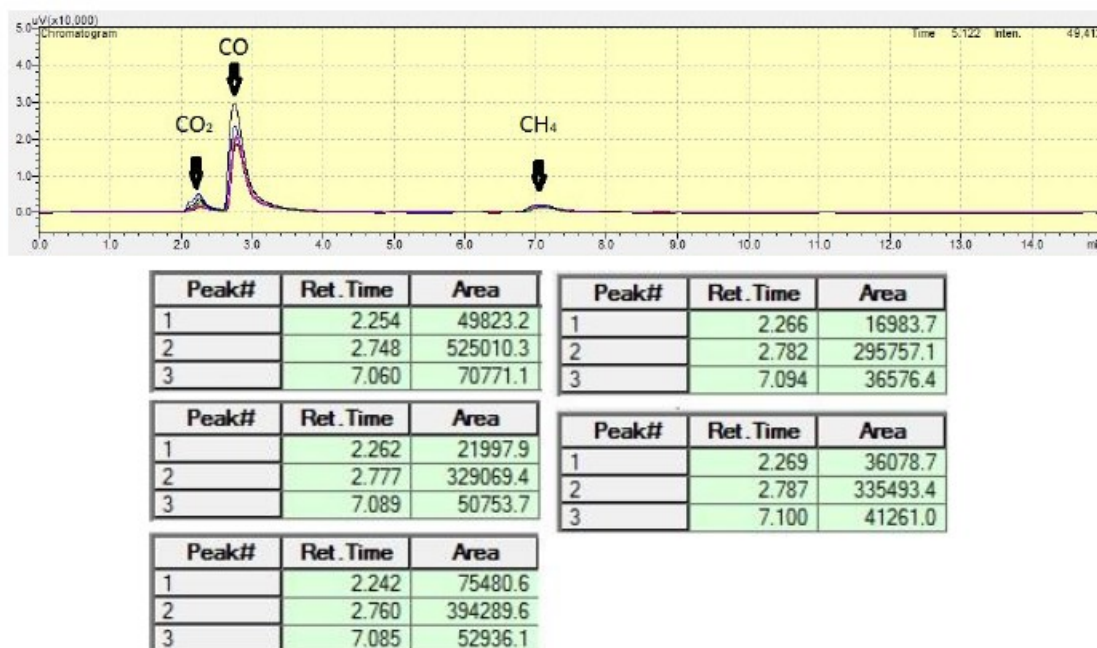 uV(x10,000)
Chromatogram
Time 5.122 Inten. 49,41
5.0
4.0
3.0
2.0
1.0
0.0
CO
CO₂
CH₄
0.0 1.0 2.0 3.0 4.0 5.0 6.0 7.0 8.0 9.0 10.0 11.0 12.0 13.0 14.0
Peak# Ret.Time Area
1 2.254 49823.2
2 2.748 525010.3
3 7.060 70771.1
Peak# Ret.Time Area
1 2.262 21997.9
2 2.777 329069.4
3 7.089 50753.7
Peak# Ret.Time Area
1 2.242 75480.6
2 2.760 394289.6
3 7.085 52936.1
Peak# Ret.Time Area
1 2.266 16983.7
2 2.782 295757.1
3 7.094 36576.4
Peak# Ret.Time Area
1 2.269 36078.7
2 2.787 335493.4
3 7.100 41261.0